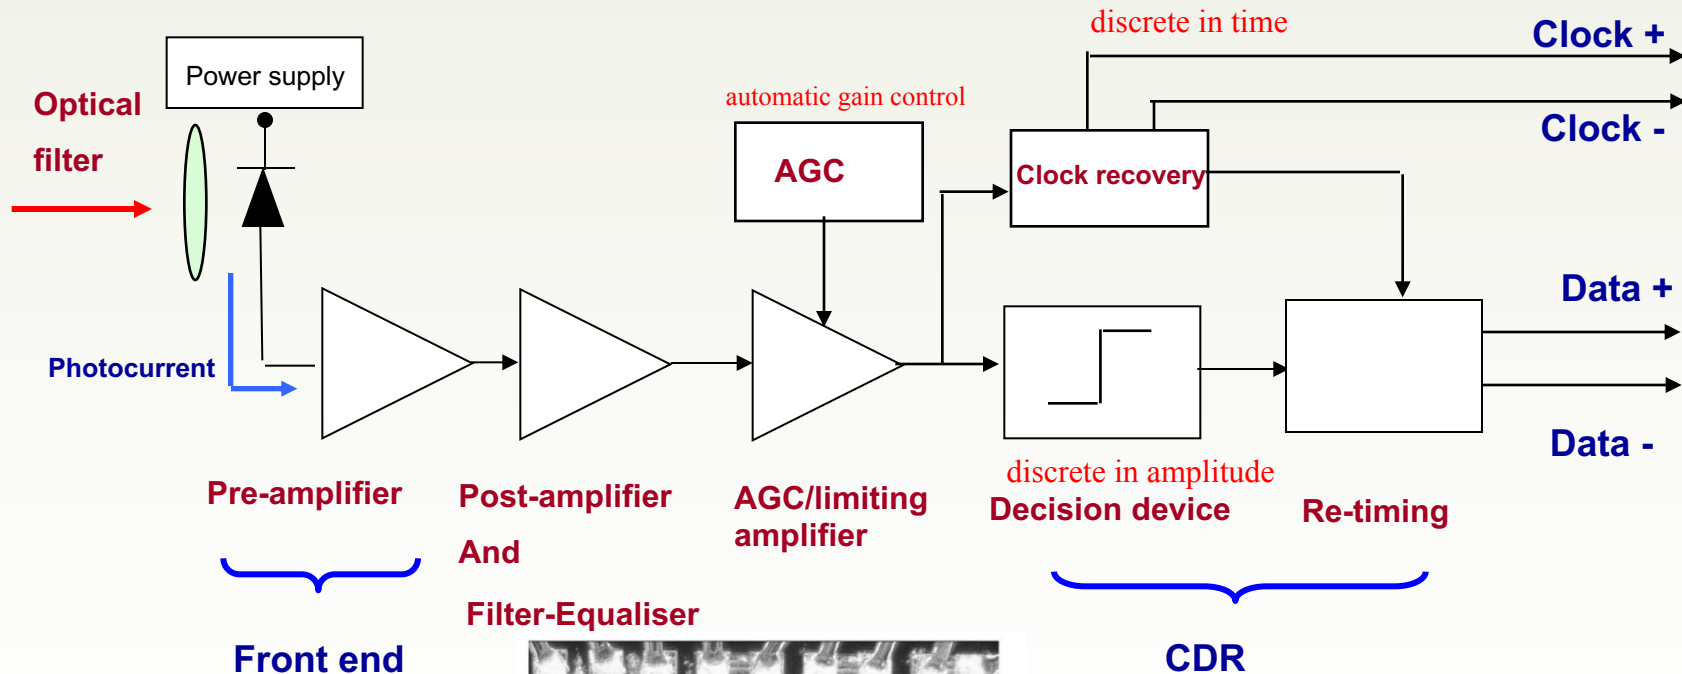 discrete in time
Clock +
Power supply
Optical
filter
automatic gain control
Clock -
AGC
Clock recovery
Data +
Photocurrent
Data -
discrete in amplitude
Pre-amplifier
Post-amplifier
And
Filter-Equaliser
AGC/limiting
amplifier
Decision device
Re-timing
Front end
CDR